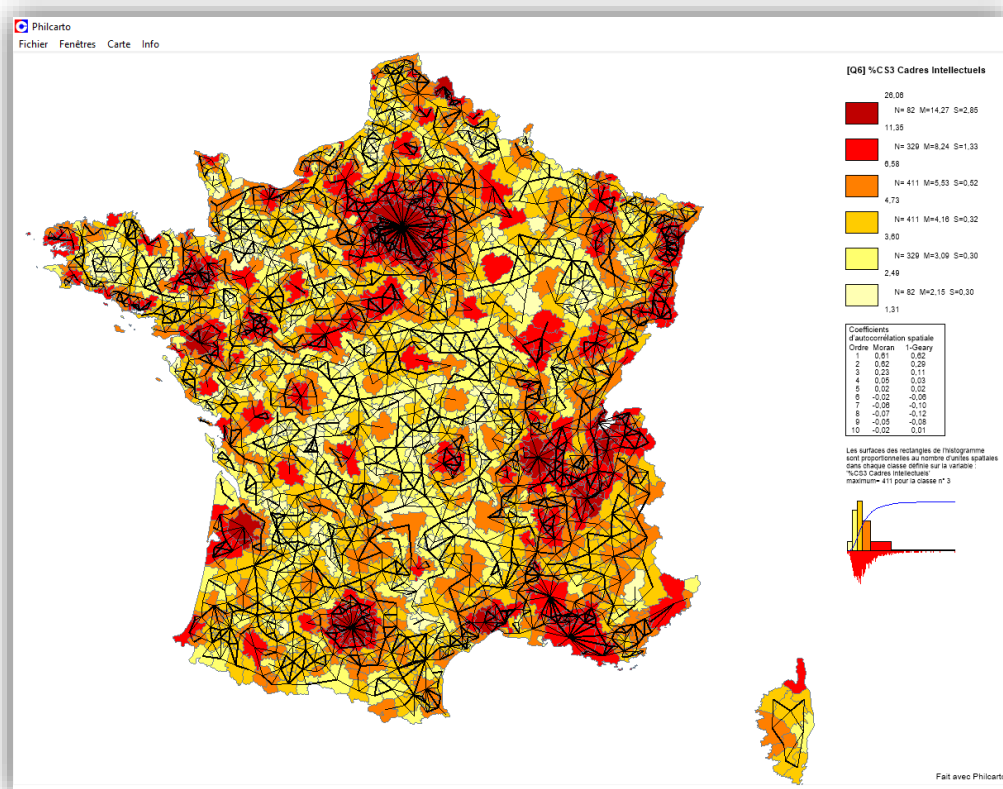 Philcarto
Fichier Fenêtres Carte Info
[Q6] %CS3 Cadres Intellectuels
26,08
N= 82 M=14,27 S=2,85
11,35
N= 329 M=8,24 S=1,33
6,58
N= 411 M=5,53 S=0,52
4,73
N= 411 M=4,16 S=0,32
3,60
N= 329 M=3,09 S=0,30
2,49
N= 82 M=2,15 S=0,30
1,31
Coefficients
d'autocorrélation spatiale
Ordre Moran 1-Geary
1 0,61 0,62
2 0,62 0,29
3 0,23 0,11
4 0,05 0,03
5 0,02 0,02
6 -0,02 -0,06
7 -0,06 -0,10
8 -0,07 -0,12
9 -0,05 -0,08
10 -0,02 0,01
Les surfaces des rectangles de l'histogramme
sont proportionnelles au nombre d'unites spatiales
dans chaque classe définie sur la variable :
'%CS3 Cadres Intellectuels'
maximum= 411 pour la classe n° 3
Fait avec Philcarto